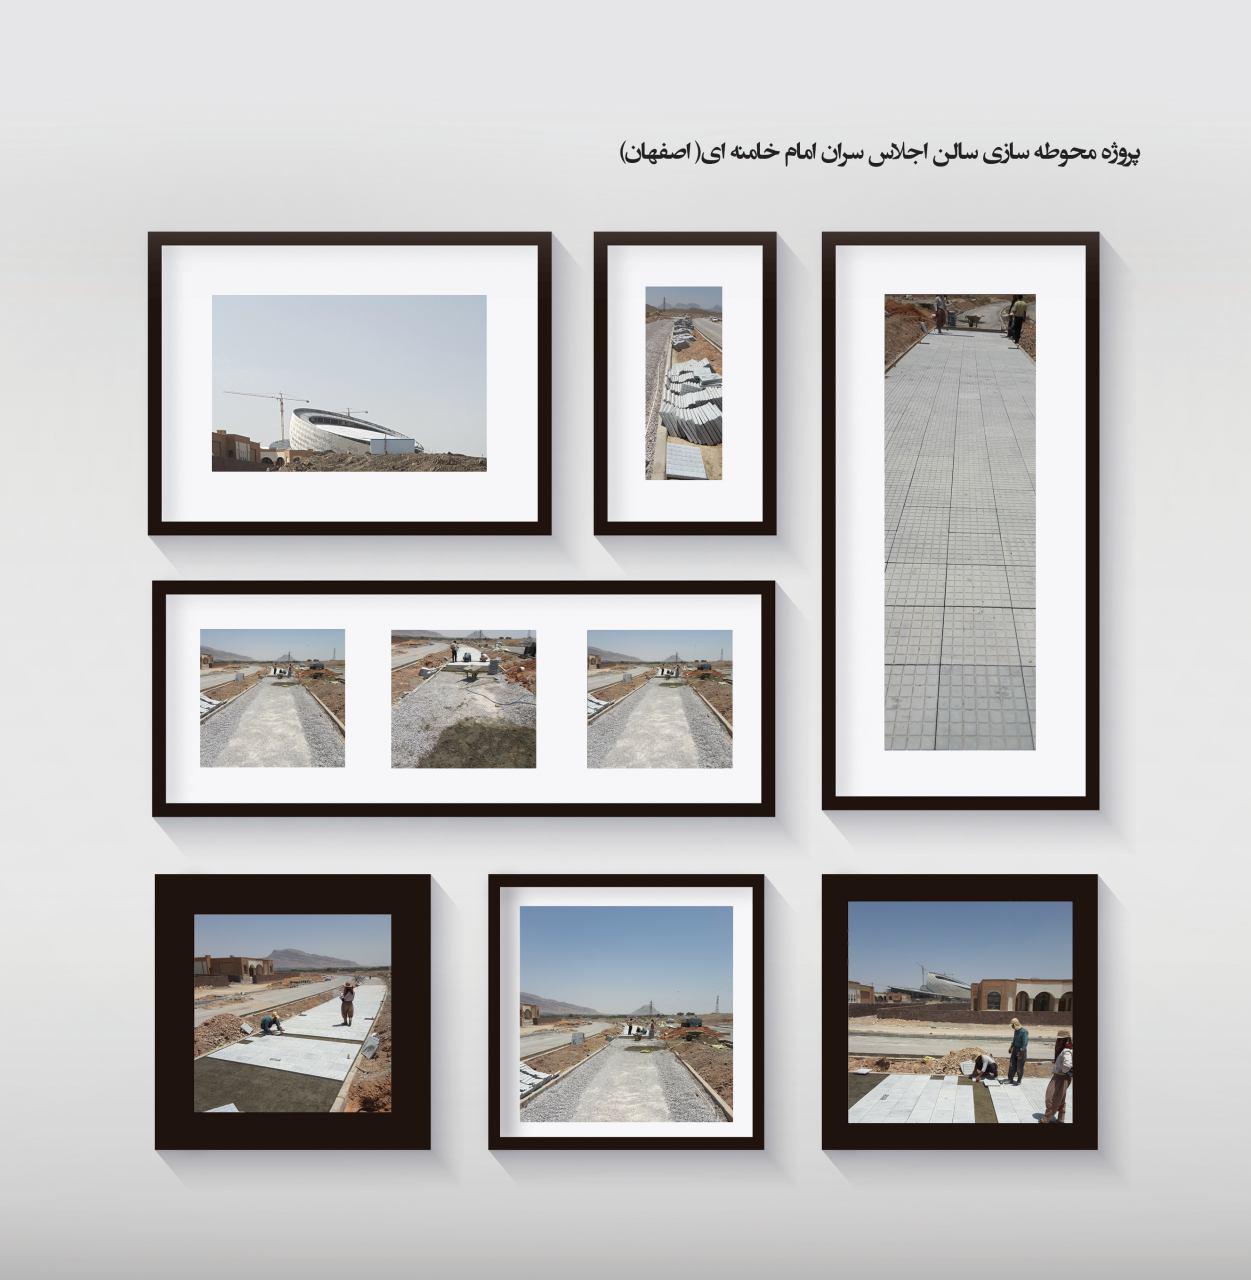 پروژه محوطه سازی سالن اجلاس سران امام خامنه ای( اصفهان)